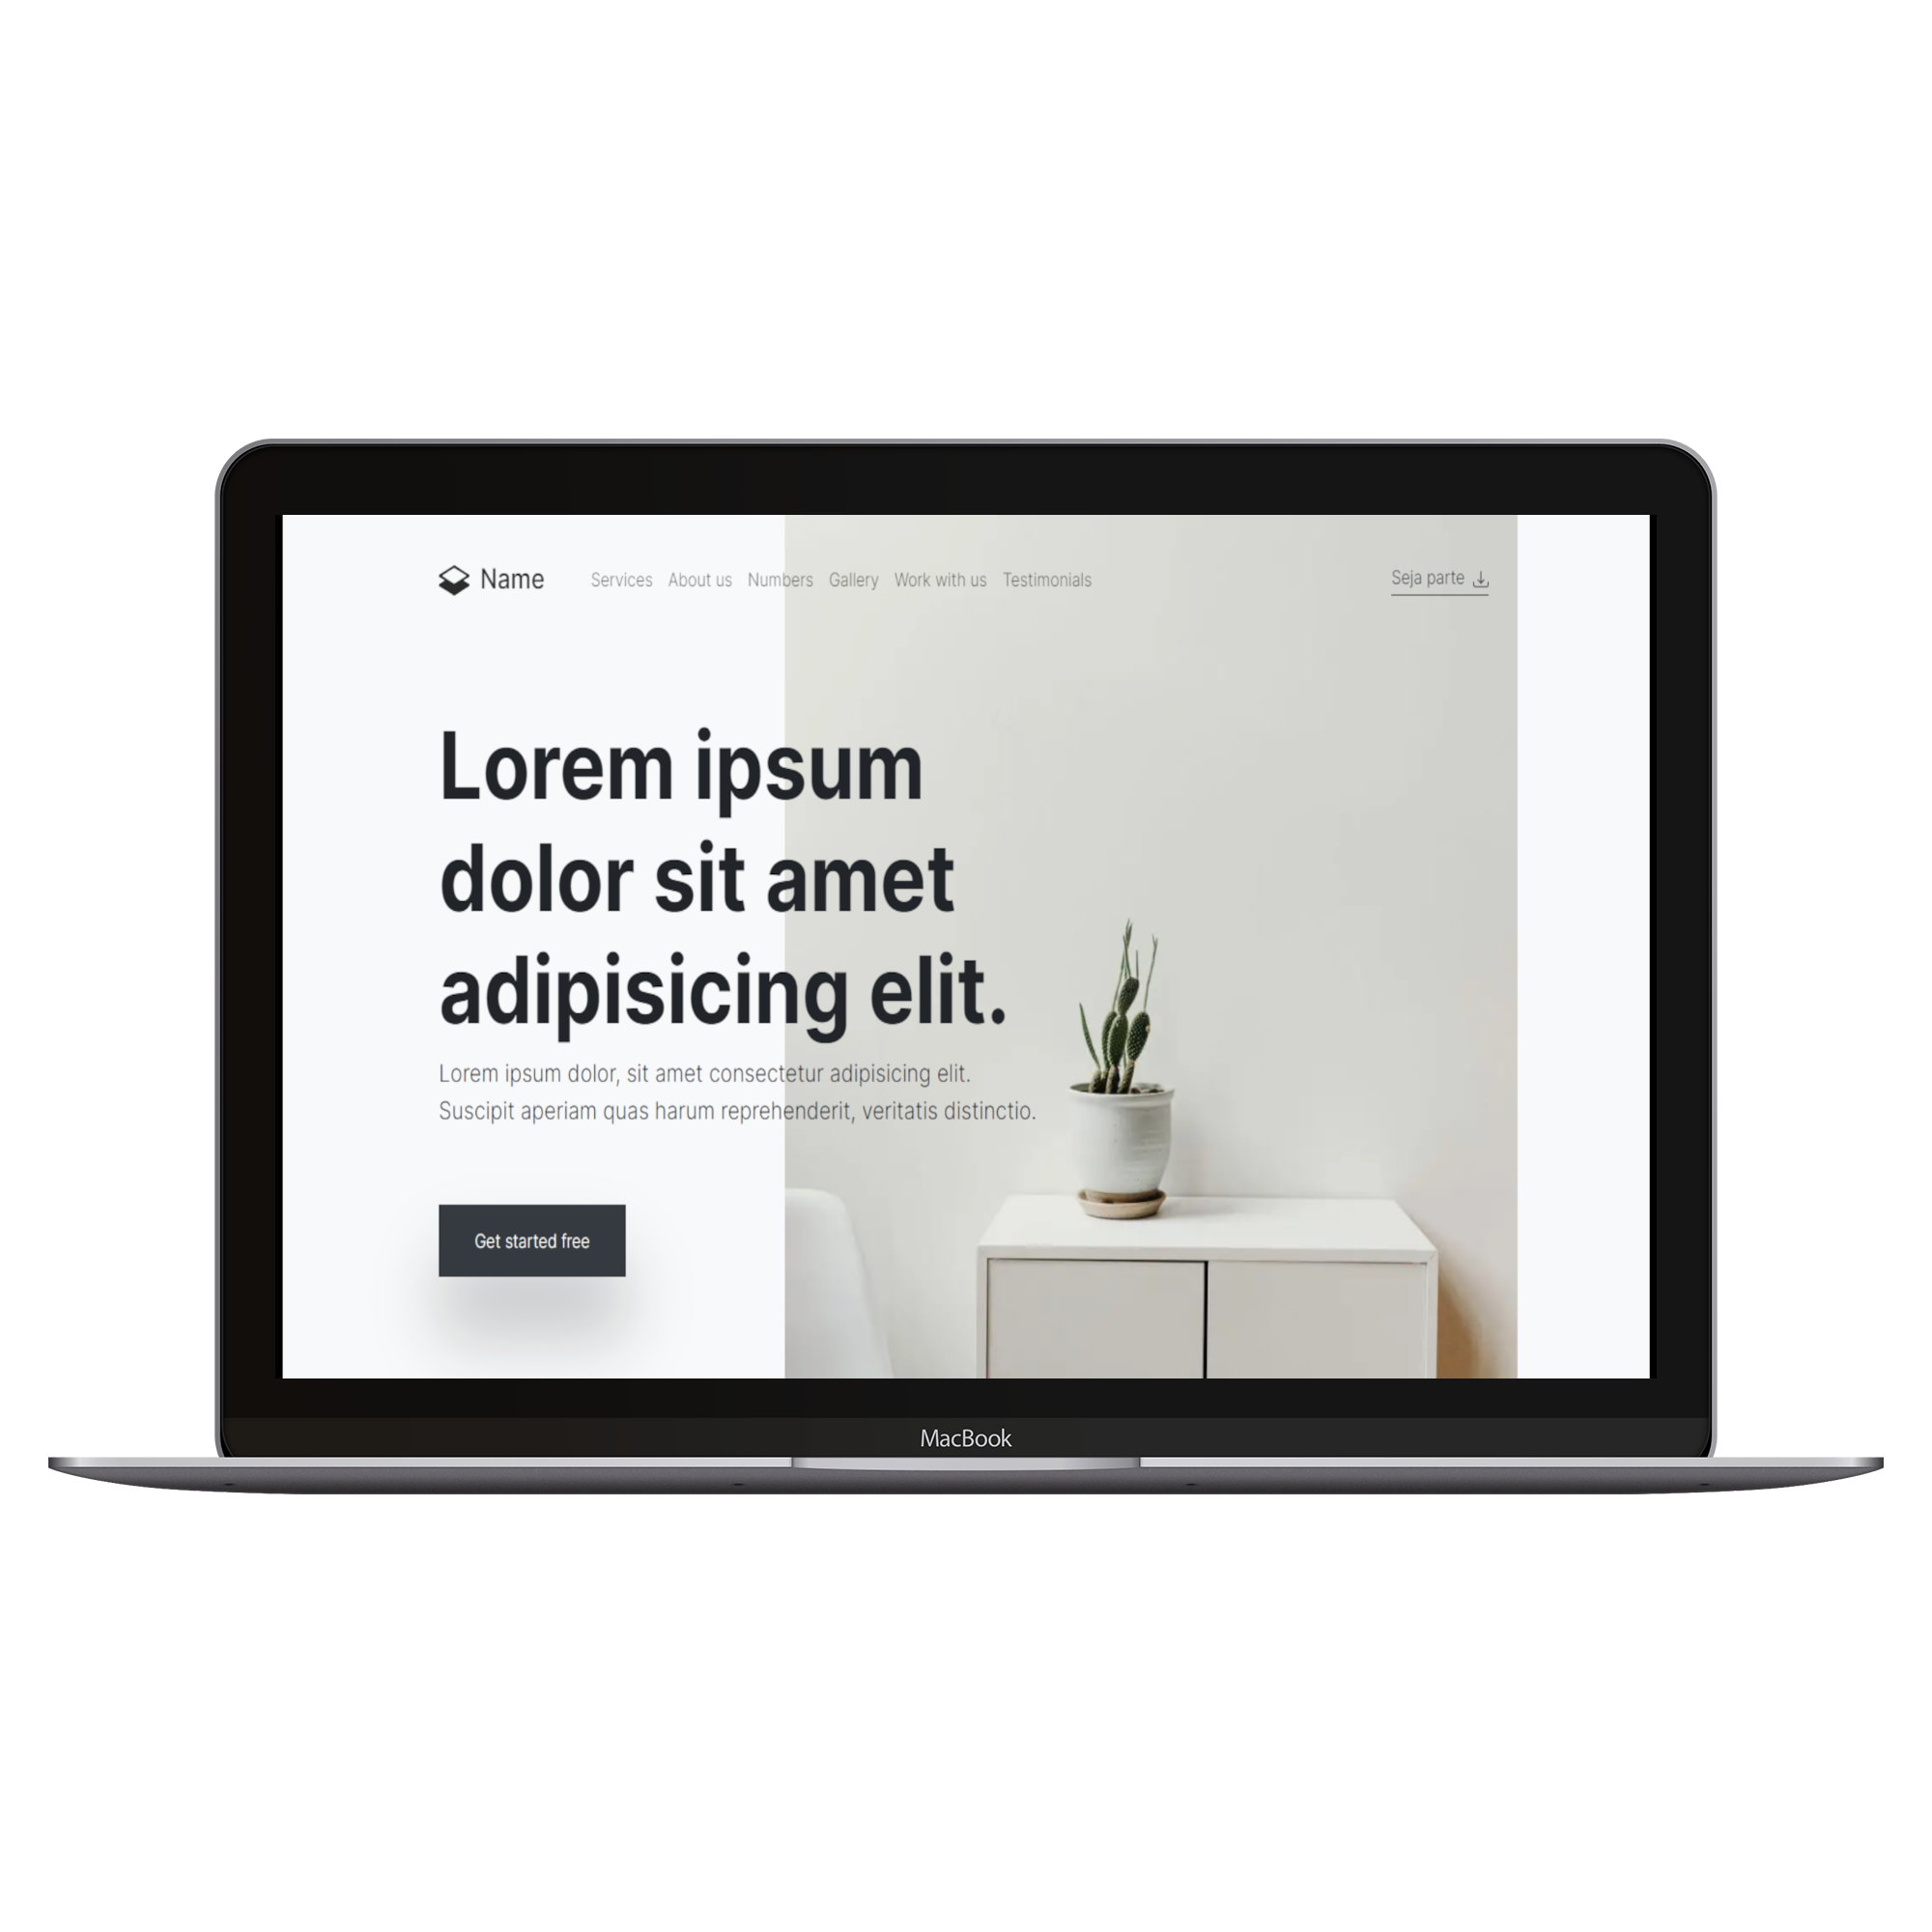 Name
Services About us Numbers Gallery Work with us Testimonials
Seja parte
Lorem ipsum
dolor sit amet
adipisicing elit.
Lorem ipsum dolor, sit amet consectetur adipisicing elit.
Suscipit aperiam quas harum reprehenderit, veritatis distinctio.
Get started free
MacBook